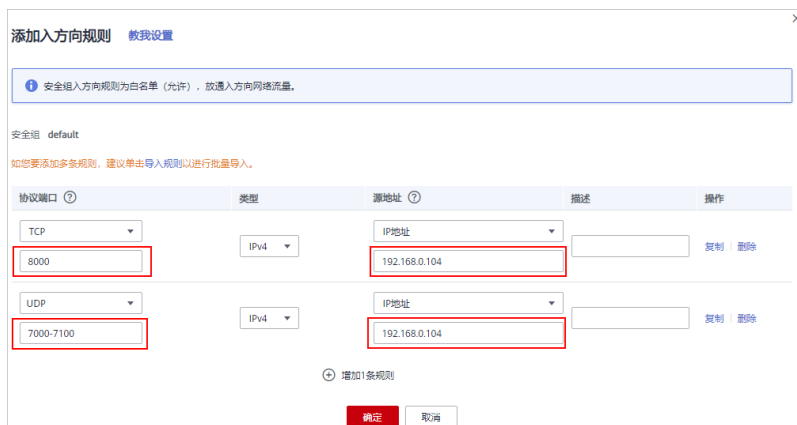 添加入方向规则 教我设置
安全组入方向规则为白名单（允许），放通入方向网络流量。
安全组 default
如您要添加多条规则，建议单击导入规则以进行批量导入。
协议端口 ? 类型 源地址 ? 描述 操作
TCP IP地址
IPv4 复制 删除
8000 192.168.0.104
UDP IP地址
IPv4 复制 删除
7000-7100 192.168.0.104
增加1条规则
确定 取消